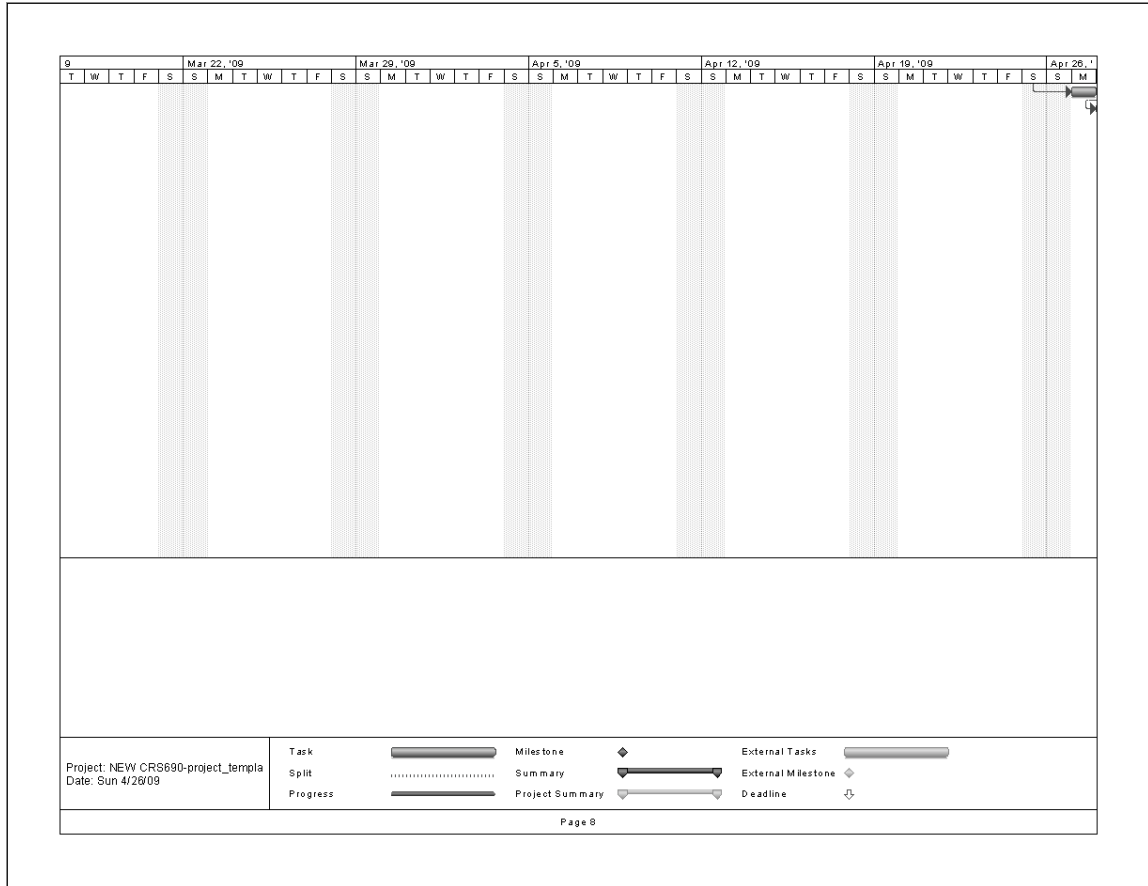 9 Mar 22, '09 Mar 29, '09 Apr 5, '09 Apr 12, '09 Apr 19, '09 Apr 26, '
T W T F S S M T W T F S S M T W T F S S M T W T F S S M T W T F S S M T W T F S S M
Task Milestone External Tasks
Project: NEW CRS690-project_templa
Date: Sun 4/26/09
Split Summary External Milestone
Progress Project Summary Deadline
Page 8